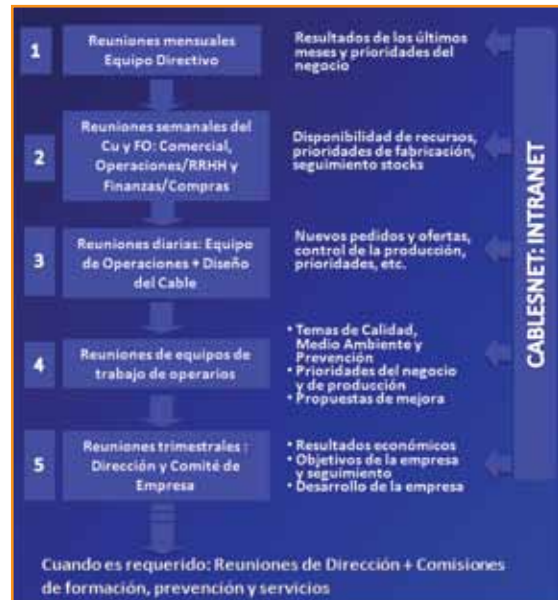 1
Reuniones mensuales
Equipo Directivo
Resultados de los últimos
meses y prioridades del
negocio
2
Reuniones semanales del
Cu y FO: Comercial,
Operaciones/RRHH y
Finanzas/Compras
Disponibilidad de recursos,
prioridades de fabricación,
seguimiento stocks
3
Reuniones diarias: Equipo
de Operaciones + Diseño
del Cable
Nuevos pedidos y ofertas,
control de la producción,
prioridades, etc.
4
Reuniones de equipos de
trabajo de operarios
• Temas de Calidad,
Medio Ambiente y
Prevención
• Prioridades del negocio
y de producción
• Propuestas de mejora
5
Reuniones trimestrales :
Dirección y Comité de
Empresa
• Resultados económicos
• Objetivos de la empresa
y seguimiento
• Desarrollo de la empresa
CABLESNET: INTRANET
Cuando es requerido: Reuniones de Dirección + Comisiones
de formación, prevención y servicios